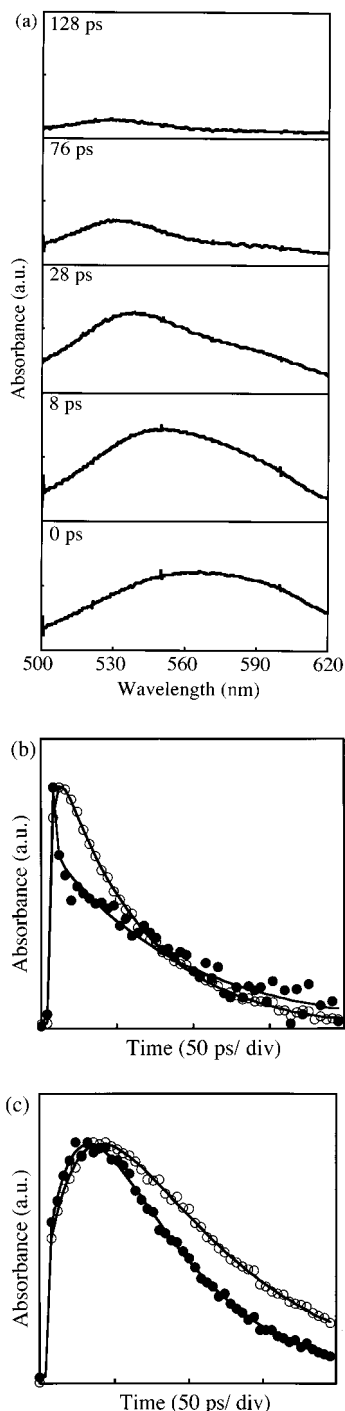 (a)
128 ps
76 ps
28 ps
8 ps
0 ps
Absorbance (a.u.)
500 530 560 590 620
Wavelength (nm)
(b)
Absorbance (a.u.)
Time (50 ps/ div)
(c)
Absorbance (a.u.)
Time (50 ps/ div)